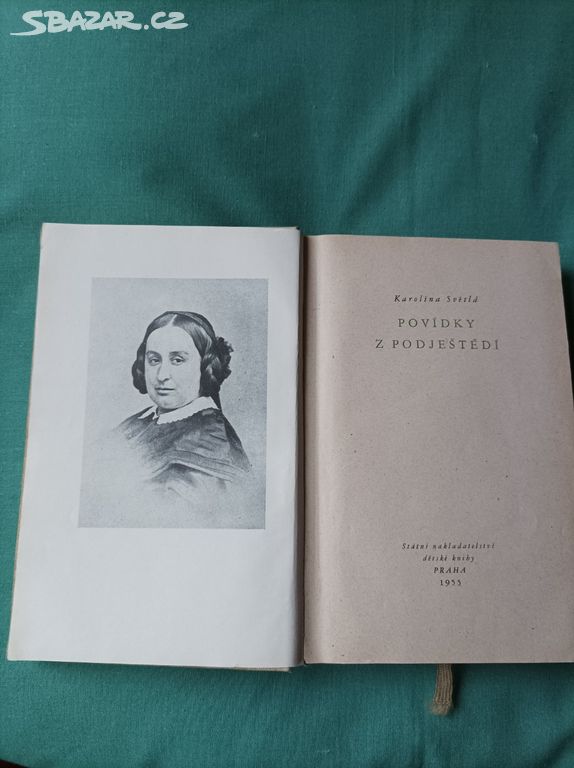 SBAZAR.CZ
Karolina Světlá
POVÍDKY
Z PODJEŠTĚDÍ
Státní nakladatelství
dětské knihy
PRAHA
1955